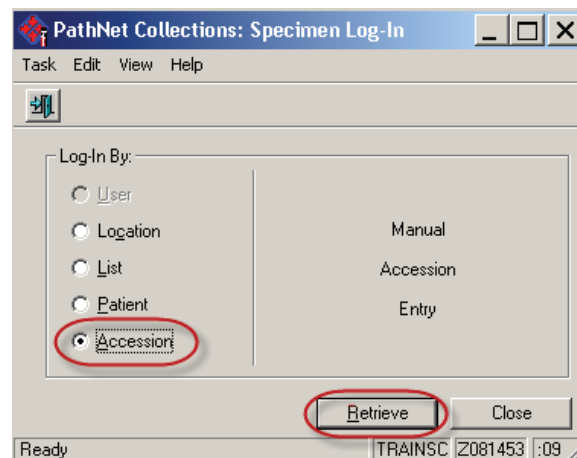 PathNet Collections: Specimen Log-In
Task Edit View Help
Log-In By:
User
Location
List
Patient
Accession
Manual
Accession
Entry
Retrieve Close
Ready TRAINSC Z081453 :09